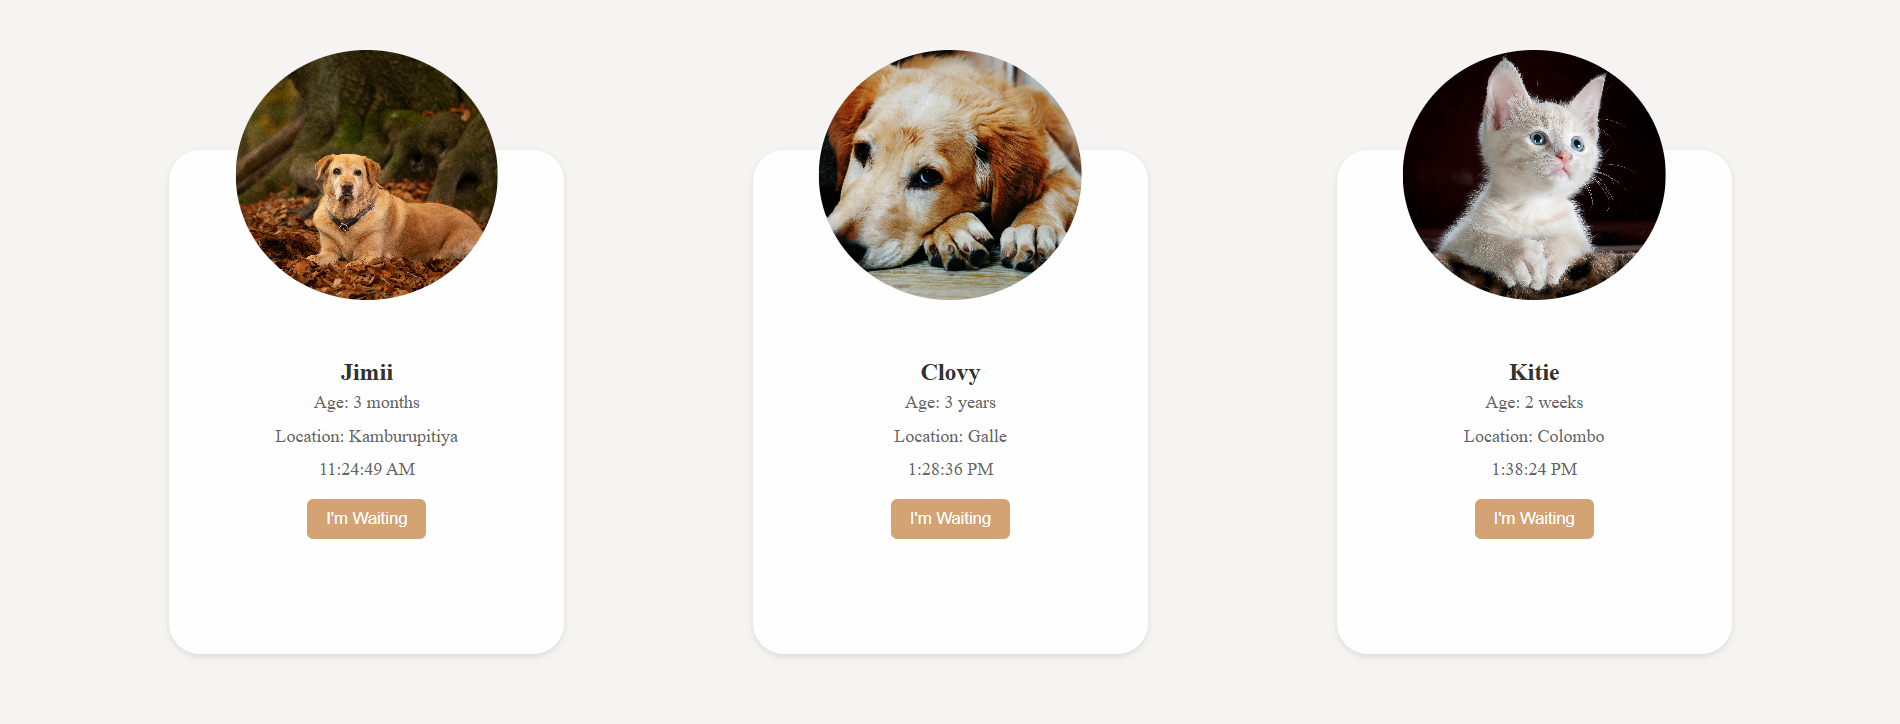 Jimii
Age: 3 months
Location: Kamburupitiya
11:24:49 AM
I'm Waiting
Clovy
Age: 3 years
Location: Galle
1:28:36 PM
I'm Waiting
Kitie
Age: 2 weeks
Location: Colombo
1:38:24 PM
I'm Waiting